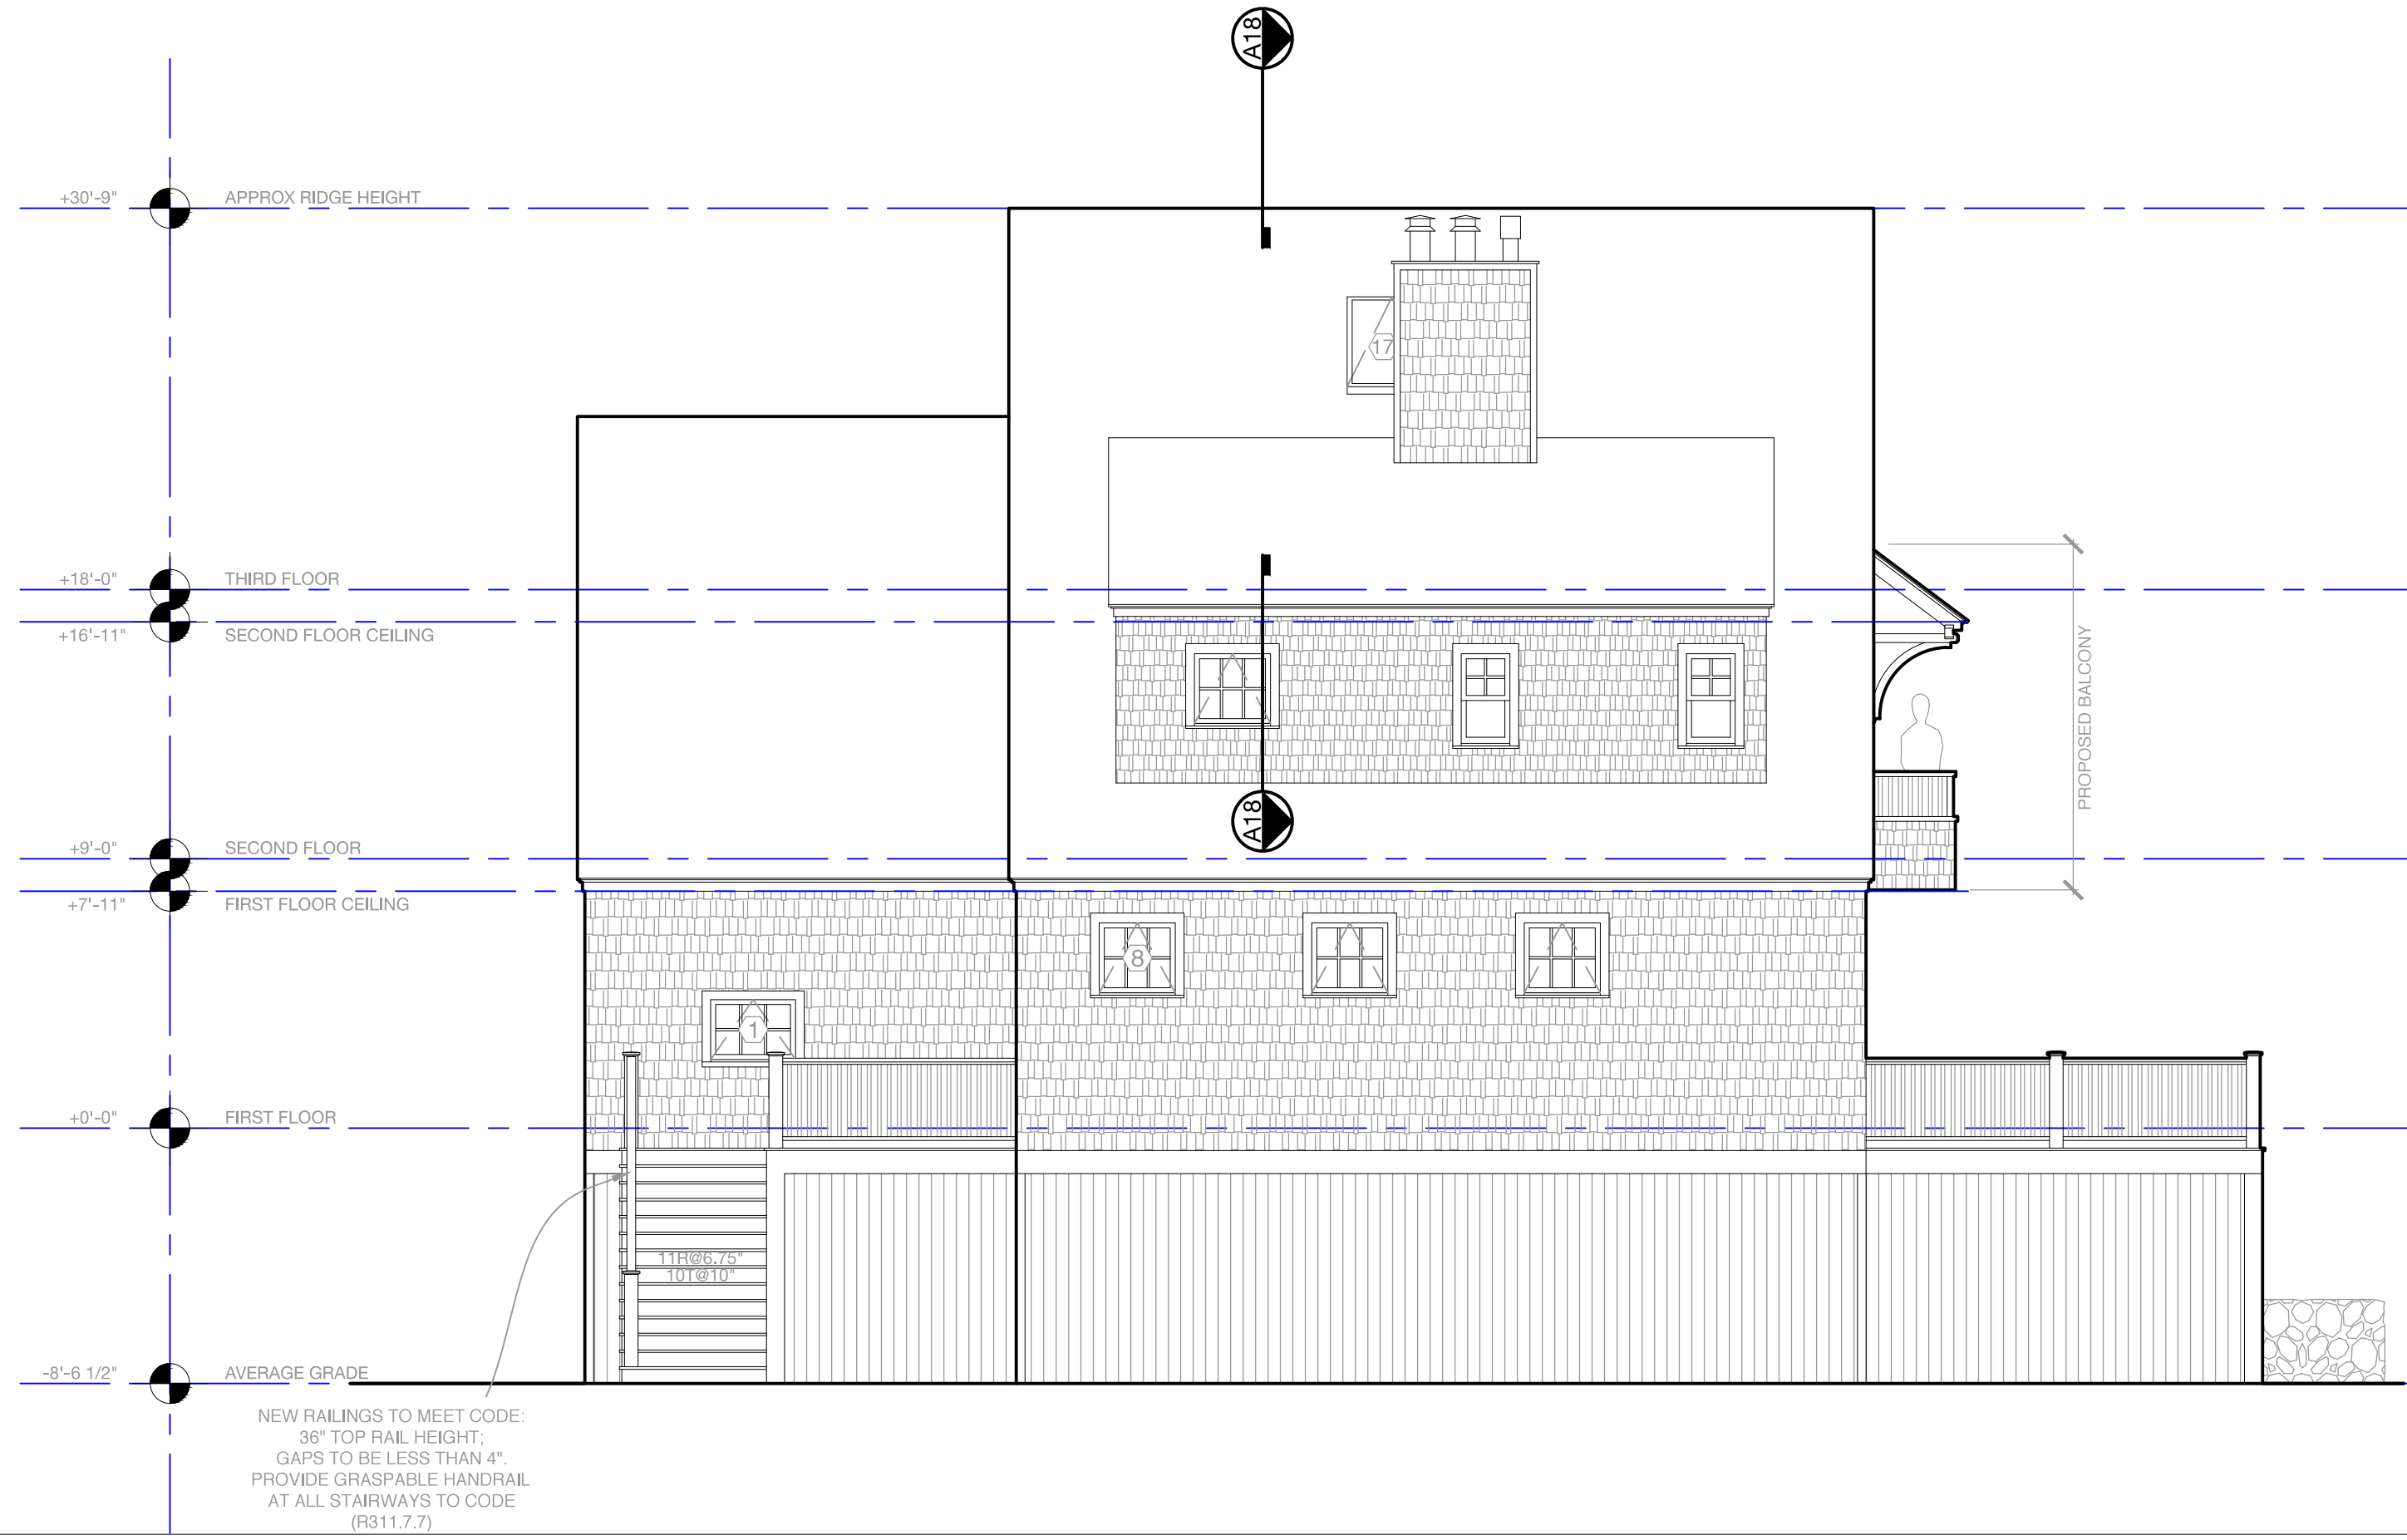 A18
+30'-9"
APPROX RIDGE HEIGHT
17
+18'-0"
THIRD FLOOR
+16'-11"
SECOND FLOOR CEILING
PROPOSED BALCONY
A18
+9'-0"
SECOND FLOOR
+7'-11"
FIRST FLOOR CEILING
8
1
+0'-0"
FIRST FLOOR
11R@6.75"
10T@10"
-8'-6 1/2"
AVERAGE GRADE
NEW RAILINGS TO MEET CODE:
36" TOP RAIL HEIGHT;
GAPS TO BE LESS THAN 4".
PROVIDE GRASPABLE HANDRAIL
AT ALL STAIRWAYS TO CODE
(R311.7.7)